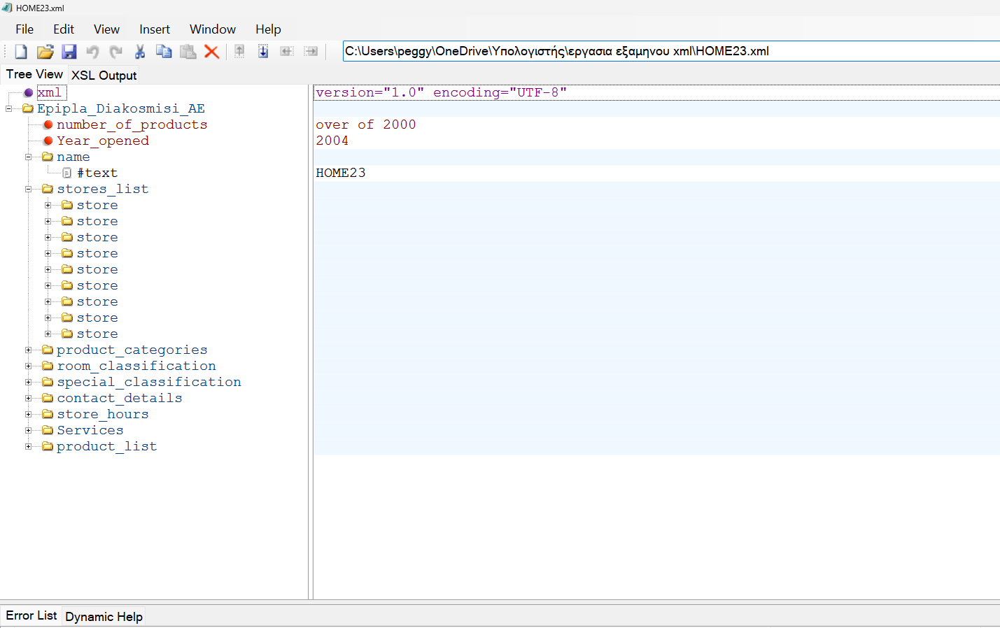 HOME23.xml
File Edit View Insert Window Help
C:\Users\peggy\OneDrive\Υπολογιστής\εργασια εξαμηνου xml\HOME23.xml
Tree View XSL Output
xml version="1.0" encoding="UTF-8"
Epipla_Diakosmisi_AE
number_of_products over of 2000
Year_opened 2004
name
#text HOME23
stores_list
store
store
store
store
store
store
store
store
store
product_categories
room_classification
special_classification
contact_details
store_hours
Services
product_list
Error List Dynamic Help